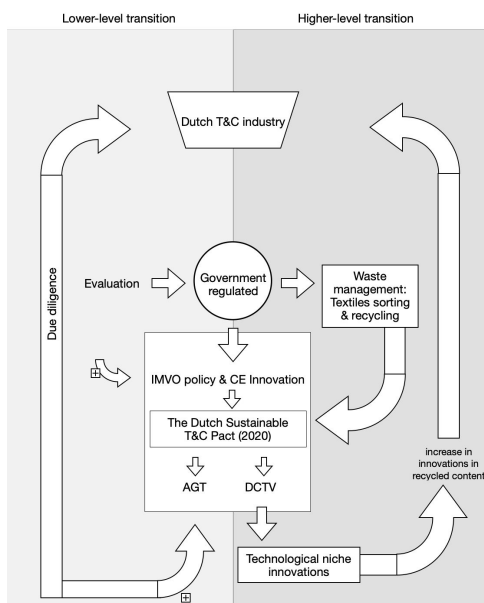 Lower-level transition
Higher-level transition
Dutch T&C industry
Due diligence
Evaluation
Government
regulated
Waste
management:
Textiles sorting
& recycling
IMVO policy & CE Innovation
The Dutch Sustainable
T&C Pact (2020)
AGT
DCTV
increase in
innovations in
recycled content
Technological niche
innovations